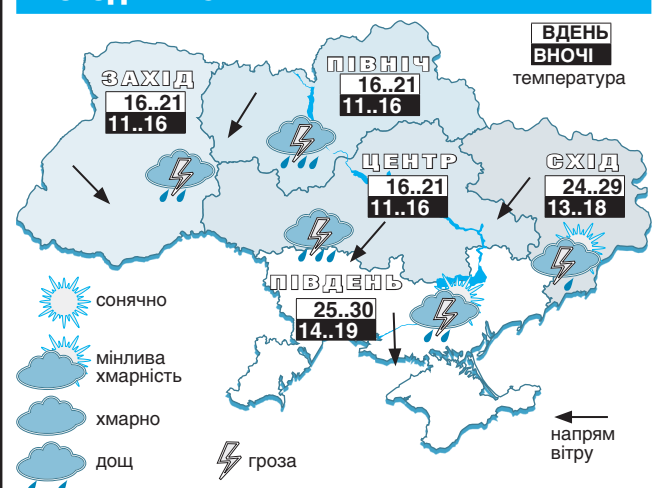 ВДЕНЬ
ВНОЧІ
температура
ЗАХІД
16..21
11..16
ПІВНІЧ
16..21
11..16
ЦЕНТР
16..21
11..16
СХІД
24..29
13..18
ПІВДЕНЬ
25..30
14..19
сонячно
мінлива
хмарність
хмарно
дощ
гроза
напрям
вітру